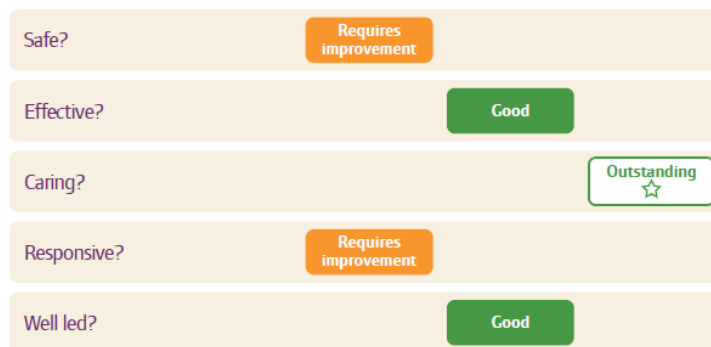 Safe?
Requires
improvement
Effective?
Good
Caring?
Outstanding
Responsive?
Requires
improvement
Well led?
Good